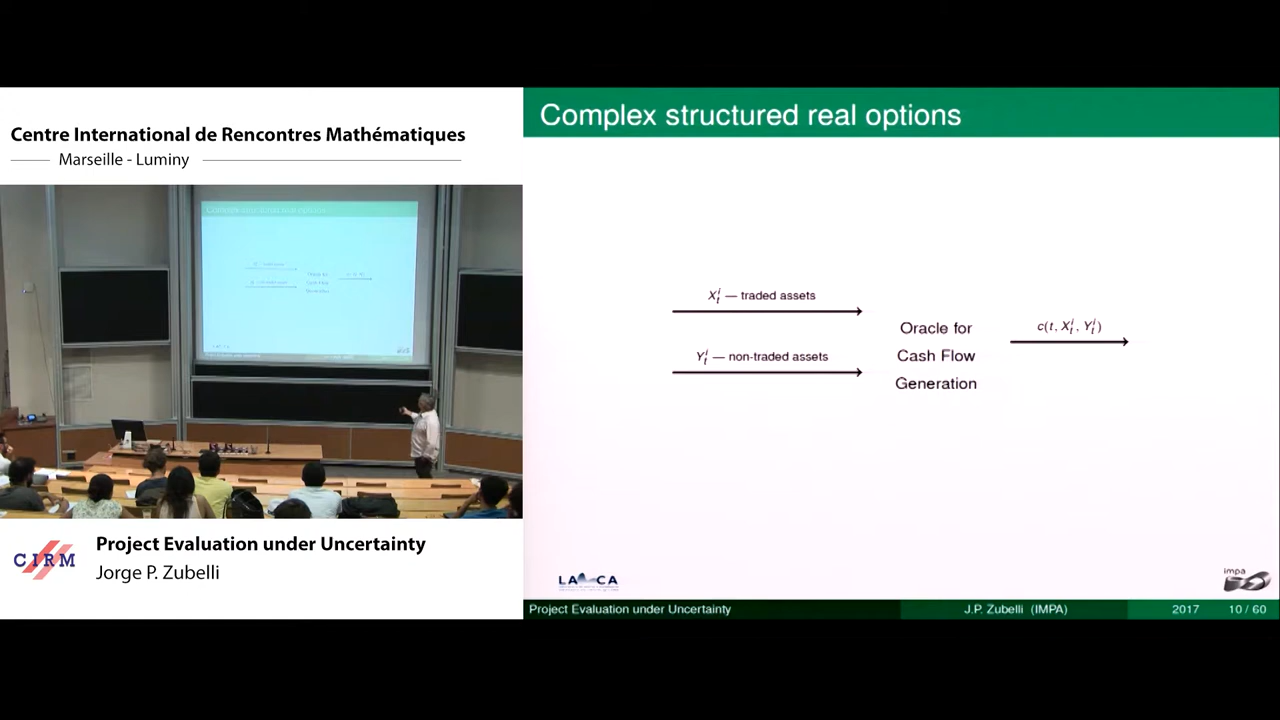 Centre International de Rencontres Mathématiques
Marseille - Luminy
Project Evaluation under Uncertainty
Jorge P. Zubelli
CIRM
Complex structured real options
X_t^i — traded assets
Y_t^j — non-traded assets
Oracle for
Cash Flow
Generation
c(t, X_t^i, Y_t^j)
impa
Project Evaluation under Uncertainty
J.P. Zubelli (IMPA)
2017
10 / 60